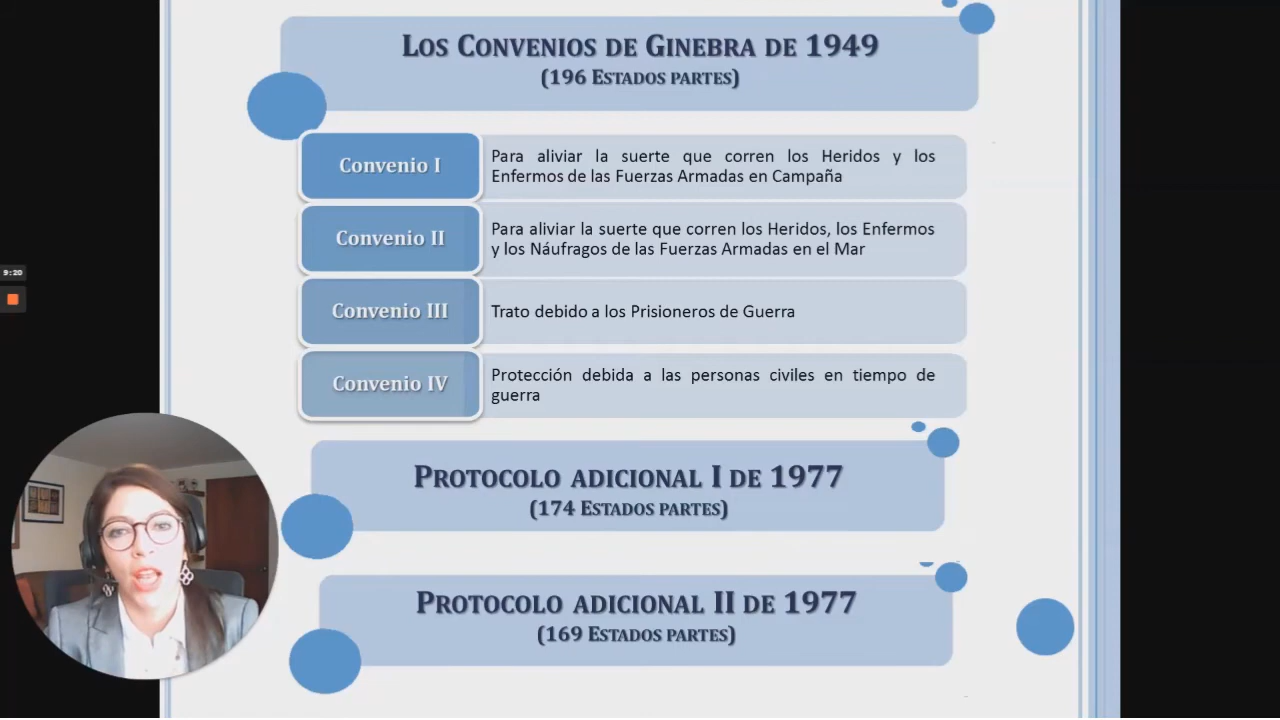 LOS CONVENIOS DE GINEBRA DE 1949
(196 ESTADOS PARTES)
Convenio I
Para aliviar la suerte que corren los Heridos y los
Enfermos de las Fuerzas Armadas en Campaña
Convenio II
Para aliviar la suerte que corren los Heridos, los Enfermos
y los Náufragos de las Fuerzas Armadas en el Mar
Convenio III
Trato debido a los Prisioneros de Guerra
Convenio IV
Protección debida a las personas civiles en tiempo de
guerra
PROTOCOLO ADICIONAL I DE 1977
(174 ESTADOS PARTES)
PROTOCOLO ADICIONAL II DE 1977
(169 ESTADOS PARTES)
9:20